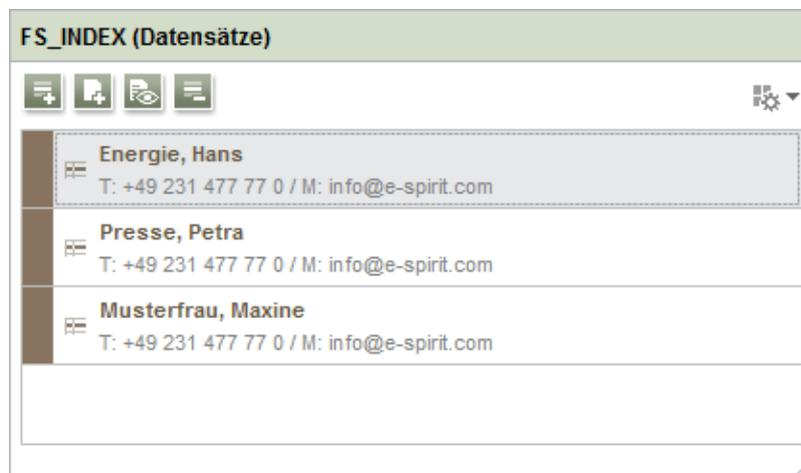 FS_INDEX (Datensätze)
Energie, Hans
T: +49 231 477 77 0 / M: info@e-spirit.com
Presse, Petra
T: +49 231 477 77 0 / M: info@e-spirit.com
Musterfrau, Maxine
T: +49 231 477 77 0 / M: info@e-spirit.com